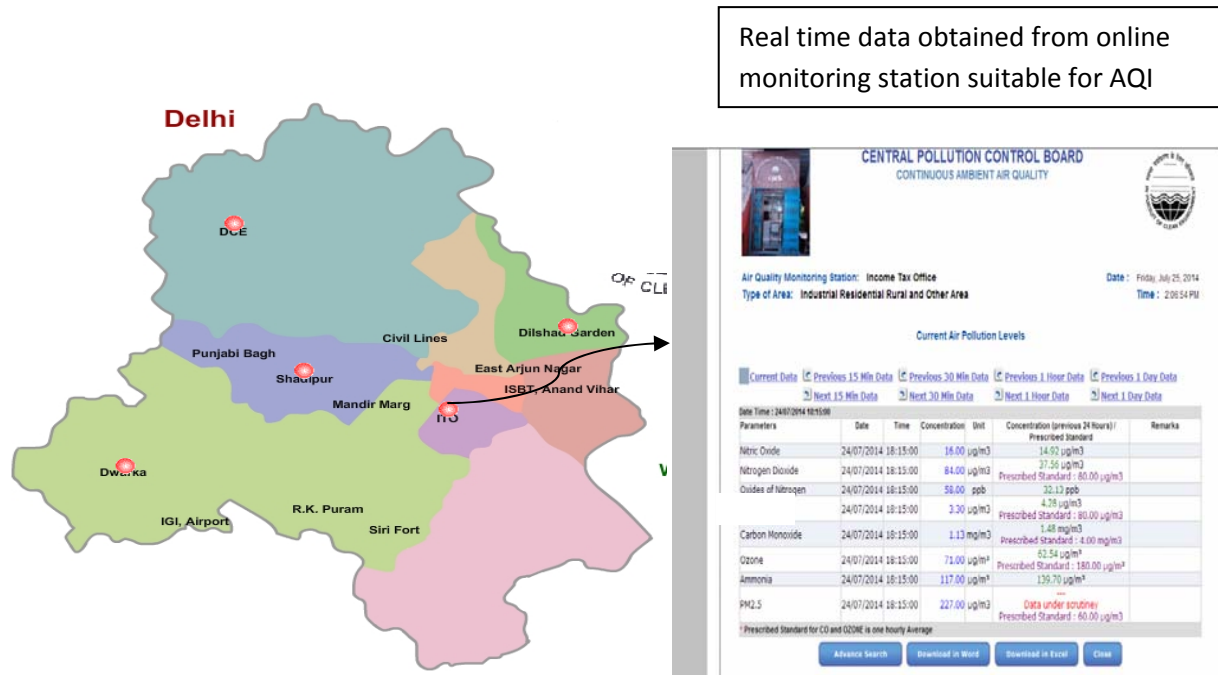 Real time data obtained from online
monitoring station suitable for AQI
Delhi
DCE
Dilshad Garden
Civil Lines
Punjabi Bagh
East Arjun Nagar
Shadipur
ISBT, Anand Vihar
Mandir Marg
ITO
Dwarka
R.K. Puram
IGI, Airport
Siri Fort
OF CLE
CENTRAL POLLUTION CONTROL BOARD
CONTINUOUS AMBIENT AIR QUALITY
Air Quality Monitoring Station: Income Tax Office Date : Friday, July 25, 2014
Type of Area: Industrial Residential Rural and Other Area Time : 2:06:54 PM
Current Air Pollution Levels
Current Data Previous 15 Min Data Previous 30 Min Data Previous 1 Hour Data Previous 1 Day Data
Next 15 Min Data Next 30 Min Data Next 1 Hour Data Next 1 Day Data
Date Time : 24/07/2014 18:15:00
Parameters Date Time Concentration Unit Concentration (previous 24 Hours) / Prescribed Standard Remarks
Nitric Oxide 24/07/2014 18:15:00 16.00 µg/m3 14.92 µg/m3
Nitrogen Dioxide 24/07/2014 18:15:00 84.00 µg/m3 37.56 µg/m3
Prescribed Standard : 80.00 µg/m3
Oxides of Nitrogen 24/07/2014 18:15:00 58.00 ppb 32.13 ppb
24/07/2014 18:15:00 3.30 µg/m3 4.28 µg/m3
Prescribed Standard : 80.00 µg/m3
Carbon Monoxide 24/07/2014 18:15:00 1.13 mg/m3 1.48 mg/m3
Prescribed Standard : 4.00 mg/m3
Ozone 24/07/2014 18:15:00 71.00 µg/m³ 62.54 µg/m³
Prescribed Standard : 180.00 µg/m³
Ammonia 24/07/2014 18:15:00 117.00 µg/m³ 139.70 µg/m³
PM2.5 24/07/2014 18:15:00 227.00 µg/m3 ---
Data under scrutiney
Prescribed Standard : 60.00 µg/m3
* Prescribed Standard for CO and OZONE is one hourly Average
Advance Search Download in Word Download in Excel Close